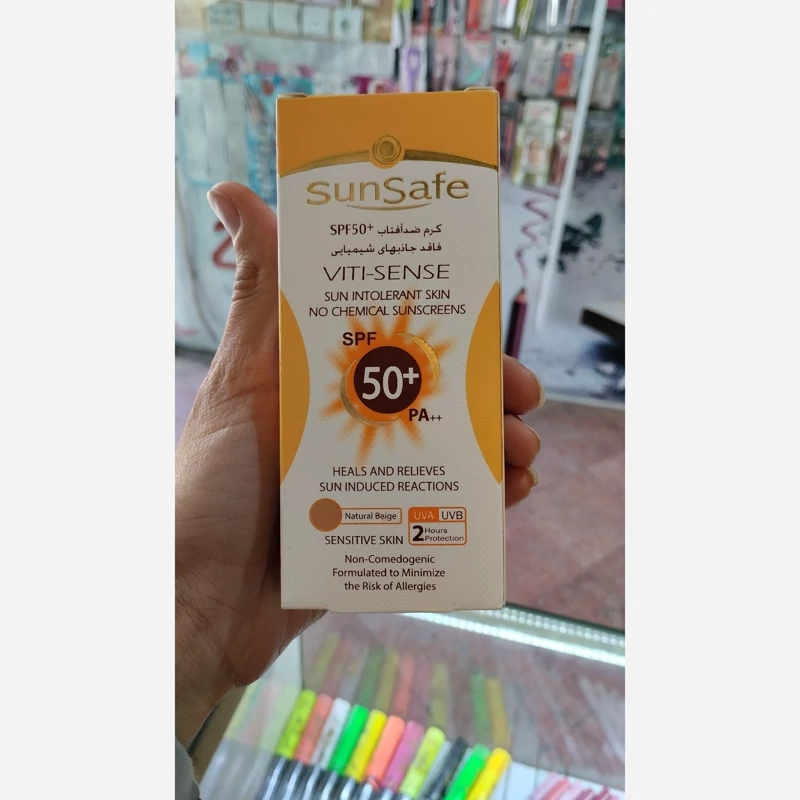 sunSafe
کرم ضدآفتاب SPF50+
فاقد جاذبهای شیمیایی
VITI-SENSE
SUN INTOLERANT SKIN
NO CHEMICAL SUNSCREENS
SPF
50+
PA++
HEALS AND RELIEVES
SUN INDUCED REACTIONS
Natural Beige
UVA UVB
2 Hours
Protection
SENSITIVE SKIN
Non-Comedogenic
Formulated to Minimize
the Risk of Allergies